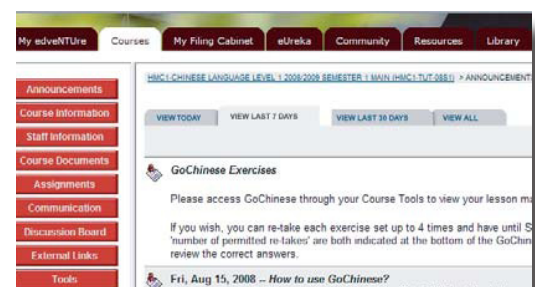 My edveNTUre Courses My Filing Cabinet eUreka Community Resources Library
HMC1-CHINESE LANGUAGE LEVEL 1 2008/2009 SEMESTER 1 MAIN (HMC1-TUT-08S1) > ANNOUNCEMENT
Announcements
Course Information
Staff Information
Course Documents
Assignments
Communication
Discussion Board
External Links
Tools
VIEW TODAY VIEW LAST 7 DAYS VIEW LAST 30 DAYS VIEW ALL
GoChinese Exercises
Please access GoChinese through your Course Tools to view your lesson
If you wish, you can re-take each exercise set up to 4 times and have until
'number of permitted re-takes' are both indicated at the bottom of the
review the correct answers.
Fri, Aug 15, 2008 -- How to use GoChinese?